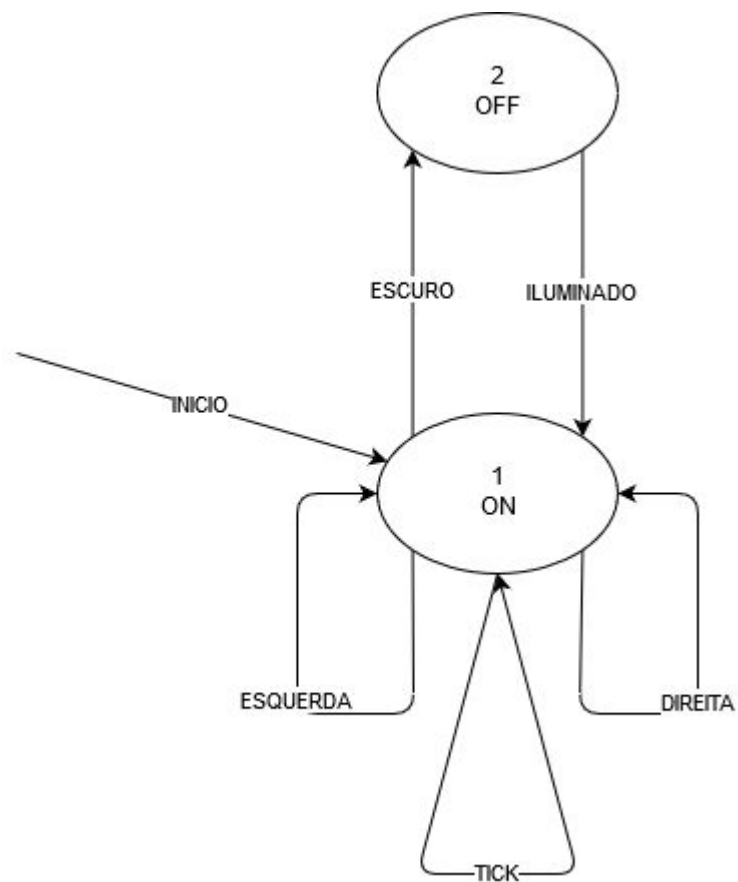 2
OFF
ESCURO
ILUMINADO
INICIO
1
ON
ESQUERDA
DIREITA
TICK